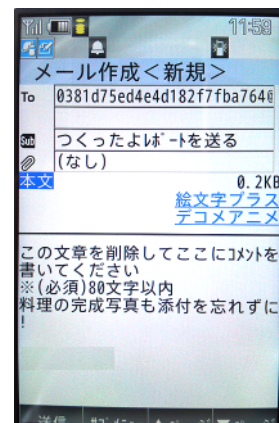 11:59
メール作成＜新規＞
To 0381d75ed4e4d182f7fba764@
Sub つくったよﾚﾎﾟｰﾄを送る
(なし)
本文 0.2KB
絵文字プラス
デコメアニメ
この文章を削除してここにｺﾒﾝﾄを
書いてください
※(必須)80文字以内
料理の完成写真も添付を忘れずに
!
送信